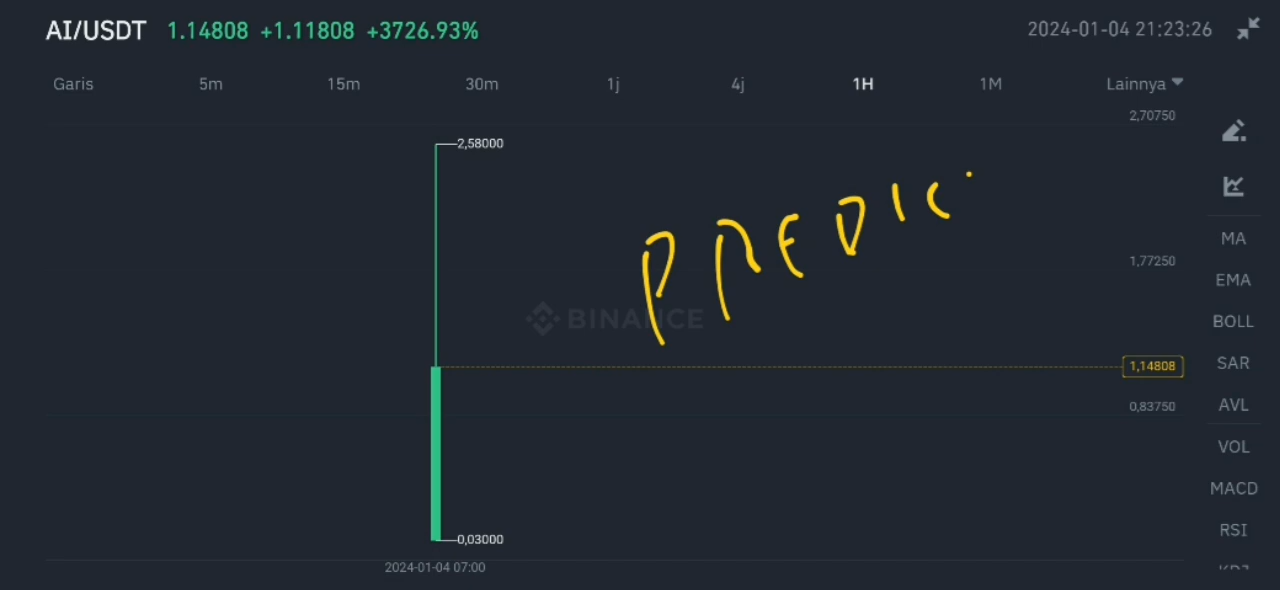 AI/USDT 1.14808 +1.11808 +3726.93% 2024-01-04 21:23:26
Garis 5m 15m 30m 1j 4j 1H 1M Lainnya
2,70750
2,58000
PREDIC
MA
1,77250
EMA
BINANCE
BOLL
SAR
1,14808
0,83750
AVL
VOL
MACD
RSI
0,03000
2024-01-04 07:00